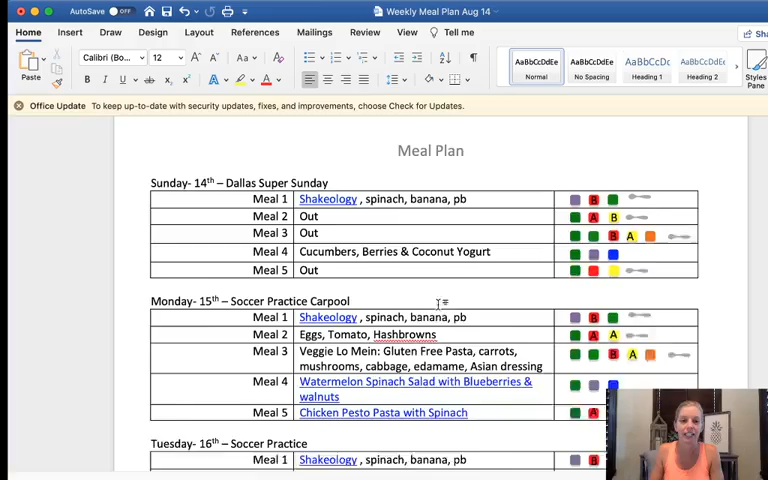 AutoSave OFF Weekly Meal Plan Aug 14
Home Insert Draw Design Layout References Mailings Review View Tell me Sha
Paste Calibri (Bo... 12 A A Aa
B I U
AaBbCcDdEe AaBbCcDdEe AaBbCcDc AaBbCcDdEe
Normal No Spacing Heading 1 Heading 2 Styles
Pane
Office Update To keep up-to-date with security updates, fixes, and improvements, choose Check for Updates.
Meal Plan
Sunday- 14th – Dallas Super Sunday
Meal 1 Shakeology , spinach, banana, pb B
Meal 2 Out A B
Meal 3 Out B A
Meal 4 Cucumbers, Berries & Coconut Yogurt
Meal 5 Out
Monday- 15th – Soccer Practice Carpool
Meal 1 Shakeology , spinach, banana, pb B
Meal 2 Eggs, Tomato, Hashbrowns A A
Meal 3 Veggie Lo Mein: Gluten Free Pasta, carrots, B A
mushrooms, cabbage, edamame, Asian dressing
Meal 4 Watermelon Spinach Salad with Blueberries &
walnuts
Meal 5 Chicken Pesto Pasta with Spinach A
Tuesday- 16th – Soccer Practice
Meal 1 Shakeology , spinach, banana, pb B